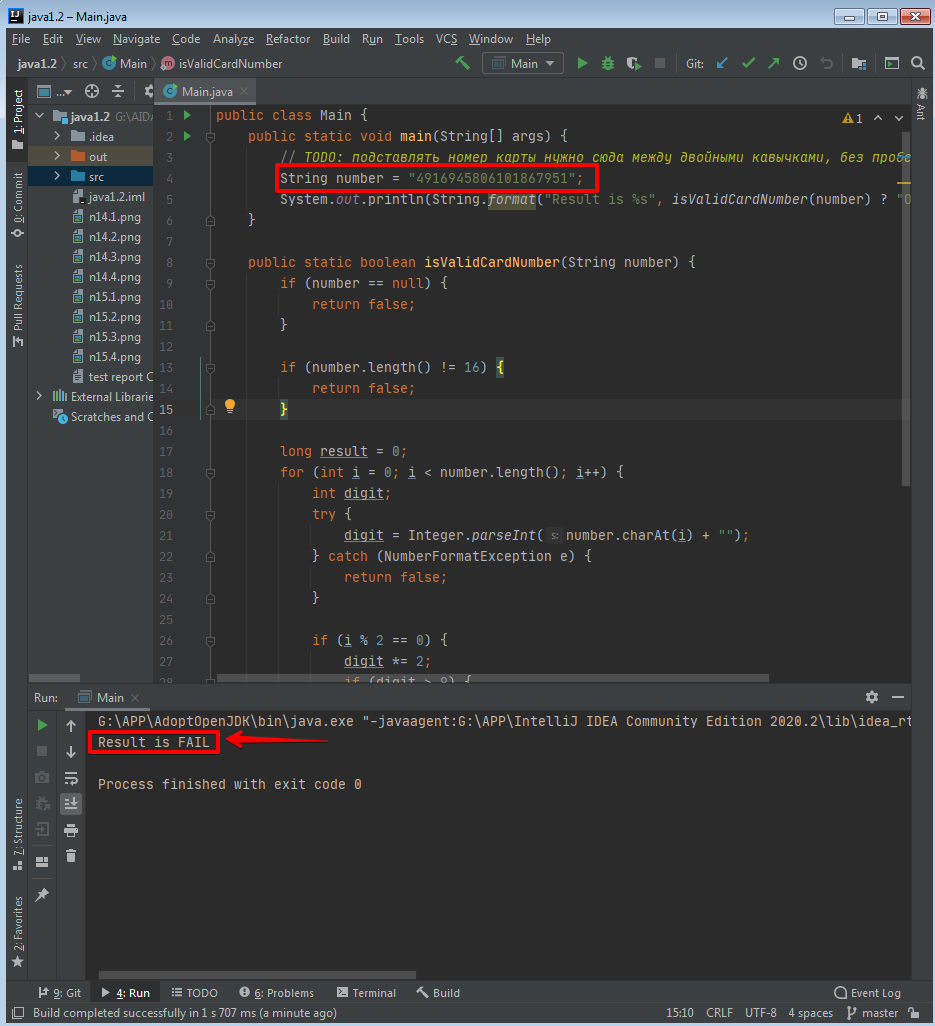 java1.2 – Main.java
File Edit View Navigate Code Analyze Refactor Build Run Tools VCS Window Help
java1.2 src Main isValidCardNumber Main Git:
... Main.java
1: Project
0: Commit
Pull Requests
7: Structure
2: Favorites
Ant
java1.2 G:\AIDA
.idea
out
src
java1.2.iml
n14.1.png
n14.2.png
n14.3.png
n14.4.png
n15.1.png
n15.2.png
n15.3.png
n15.4.png
test report
External Librarie
Scratches and C
1
1 public class Main {
2 public static void main(String[] args) {
3 // TODO: подставлять номер карты нужно сюда между двойными кавычками, без пробе
4 String number = "4916945806101867951";
5 System.out.println(String.format("Result is %s", isValidCardNumber(number) ? "O
6 }
7
8 public static boolean isValidCardNumber(String number) {
9 if (number == null) {
10 return false;
11 }
12
13 if (number.length() != 16) {
14 return false;
15 }
16
17 long result = 0;
18 for (int i = 0; i < number.length(); i++) {
19 int digit;
20 try {
21 digit = Integer.parseInt( s: number.charAt(i) + "");
22 } catch (NumberFormatException e) {
23 return false;
24 }
25
26 if (i % 2 == 0) {
27 digit *= 2;
28 if (digit > 9) {
Run: Main
G:\APP\AdoptOpenJDK\bin\java.exe "-javaagent:G:\APP\IntelliJ IDEA Community Edition 2020.2\lib\idea_rt
Result is FAIL
Process finished with exit code 0
9: Git 4: Run TODO 6: Problems Terminal Build Event Log
Build completed successfully in 1 s 707 ms (a minute ago) 15:10 CRLF UTF-8 4 spaces master